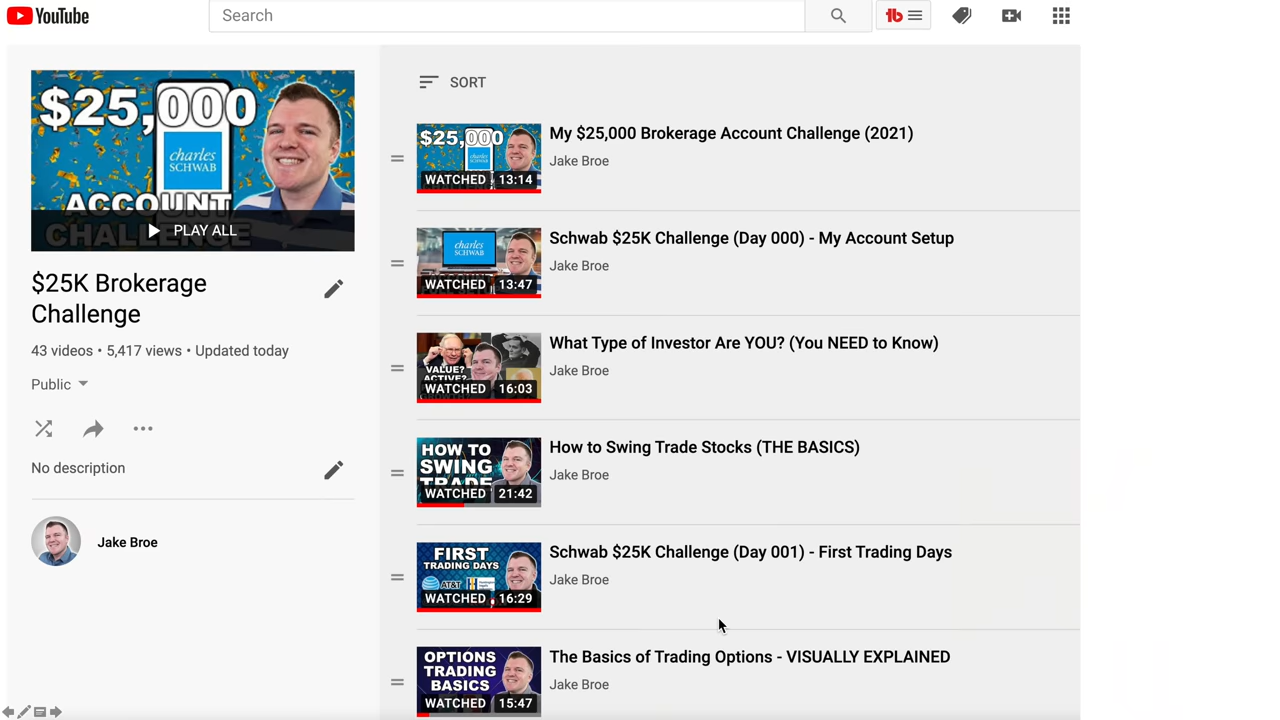 YouTube
Search
$25,000
charles
SCHWAB
ACCOUNT
CHALLENGE
PLAY ALL
$25K Brokerage
Challenge
43 videos • 5,417 views • Updated today
Public
No description
Jake Broe
SORT
$25,000
charles
SCHWAB
WATCHED 13:14
My $25,000 Brokerage Account Challenge (2021)
Jake Broe
charles
SCHWAB
WATCHED 13:47
Schwab $25K Challenge (Day 000) - My Account Setup
Jake Broe
VALUE?
ACTIVE?
WATCHED 16:03
What Type of Investor Are YOU? (You NEED to Know)
Jake Broe
HOW TO
SWING
TRADE
WATCHED 21:42
How to Swing Trade Stocks (THE BASICS)
Jake Broe
FIRST
TRADING DAYS
AT&T
WATCHED 16:29
Schwab $25K Challenge (Day 001) - First Trading Days
Jake Broe
OPTIONS
TRADING
BASICS
WATCHED 15:47
The Basics of Trading Options - VISUALLY EXPLAINED
Jake Broe